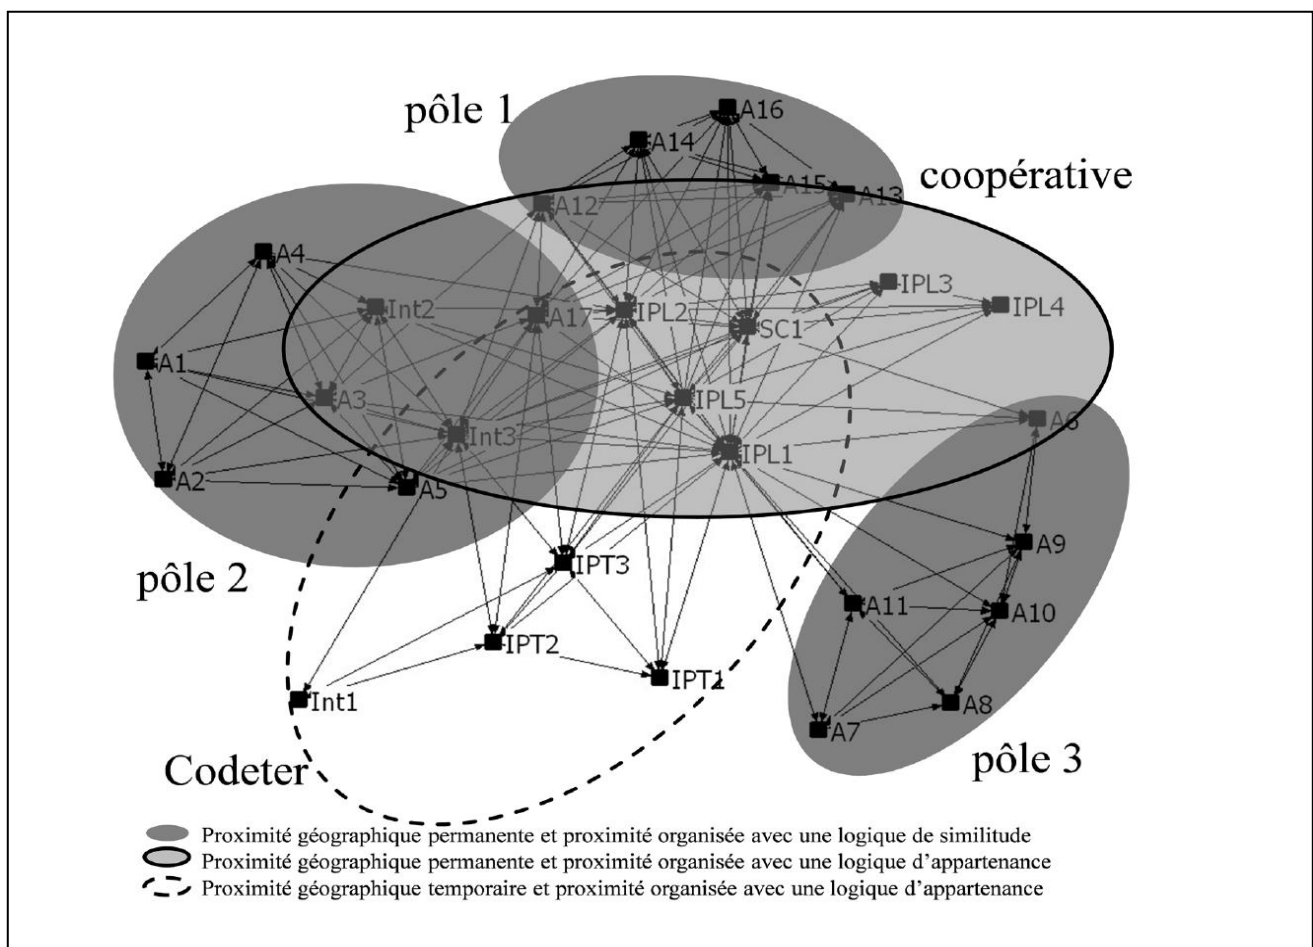 pôle 1
A16
A14
coopérative
A15
A13
A12
A4
IPL3
Int2
IPL4
A17
IPL2
SC1
A1
A3
IPL5
A6
Int3
IPL1
A2
A5
A9
pôle 2
IPT3
A11
A10
IPT2
IPT1
Int1
A8
A7
Codeter
pôle 3
Proximité géographique permanente et proximité organisée avec une logique de similitude
Proximité géographique permanente et proximité organisée avec une logique d’appartenance
Proximité géographique temporaire et proximité organisée avec une logique d’appartenance